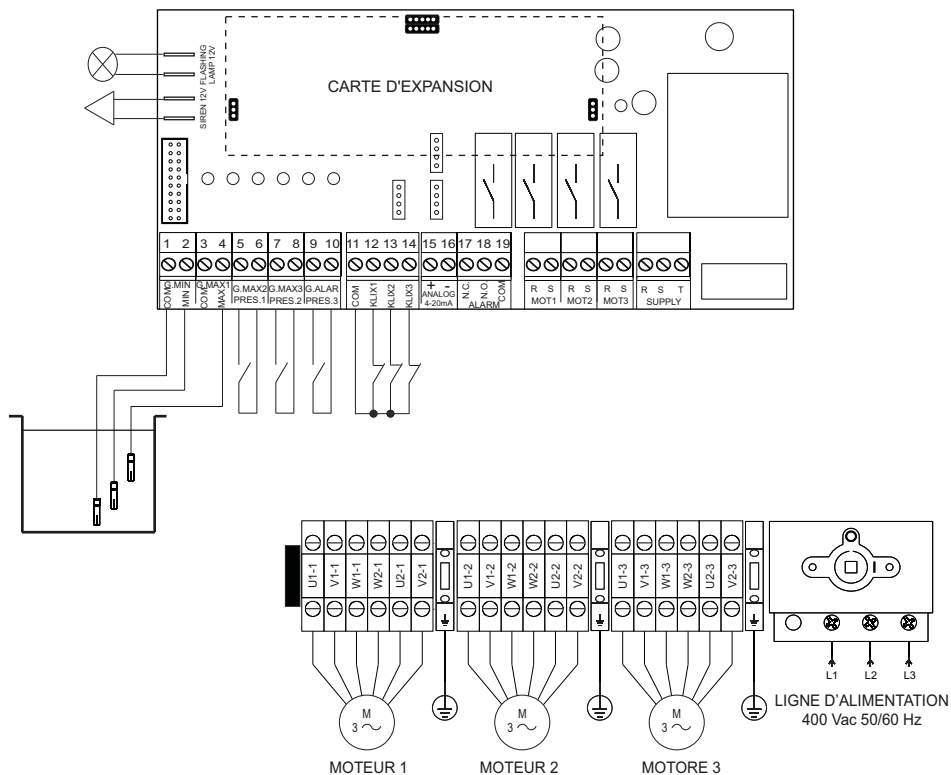 FLASHING
LAMP 12V
SIREN 12V
CARTE D'EXPANSION
1 2 3 4 5 6 7 8 9 10 11 12 13 14 15 16 17 18 19
G.MIN
COM
MIN
G.MAX1
COM
MAX1
G.MAX2
PRES.1
G.MAX3
PRES.2
G.ALAR
PRES.3
COM
KLIX1
KLIX2
KLIX3
+ -
ANALOG
4-20mA
N.C.
N.O.
COM
ALARM
R S
MOT1
R S
MOT2
R S
MOT3
R S T
SUPPLY
U1-1 V1-1 W1-1 W2-1 U2-1 V2-1
U1-2 V1-2 W1-2 W2-2 U2-2 V2-2
U1-3 V1-3 W1-3 W2-3 U2-3 V2-3
I
L1 L2 L3
LIGNE D'ALIMENTATION
400 Vac 50/60 Hz
M
3
M
3
M
3
MOTEUR 1
MOTEUR 2
MOTORE 3